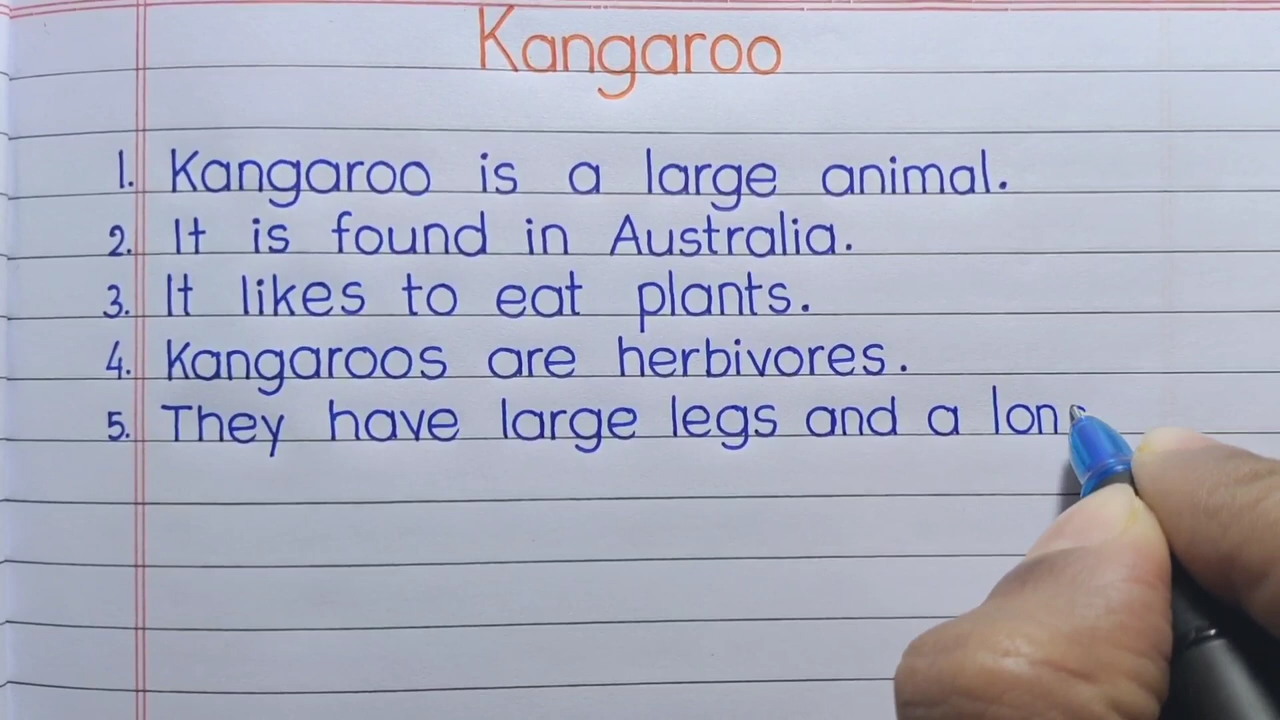 Kangaroo
1. Kangaroo is a large animal.
2. It is found in Australia.
3. It likes to eat plants.
4. Kangaroos are herbivores.
5. They have large legs and a lon